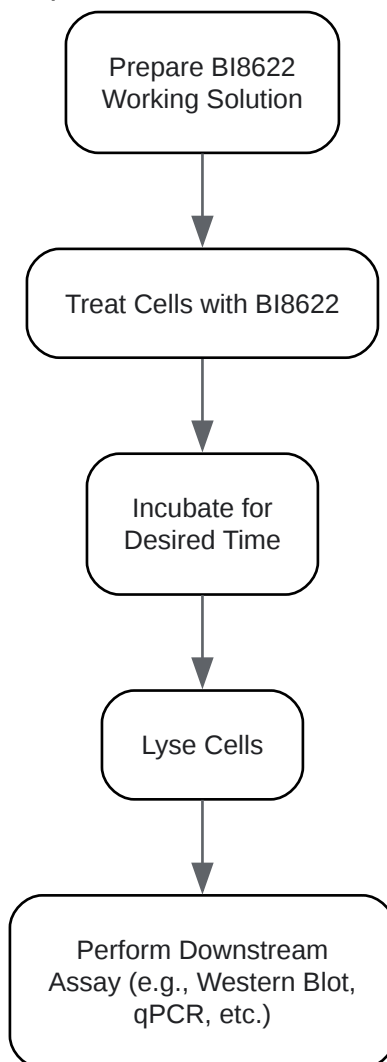 Prepare BI8622
Working Solution
Treat Cells with BI8622
Incubate for
Desired Time
Lyse Cells
Perform Downstream
Assay (e.g., Western Blot,
qPCR, etc.)